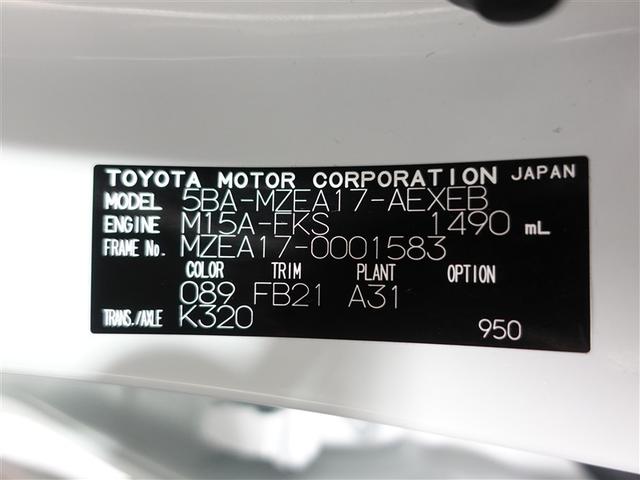 TOYOTA MOTOR CORPORATION JAPAN
MODEL 5BA-MZEA17-AEXEB
ENGINE M15A-FKS 1490 mL
FRAME No. MZEA17-0001583
COLOR TRIM PLANT OPTION
089 FB21 A31
TRANS./AXLE K320 950